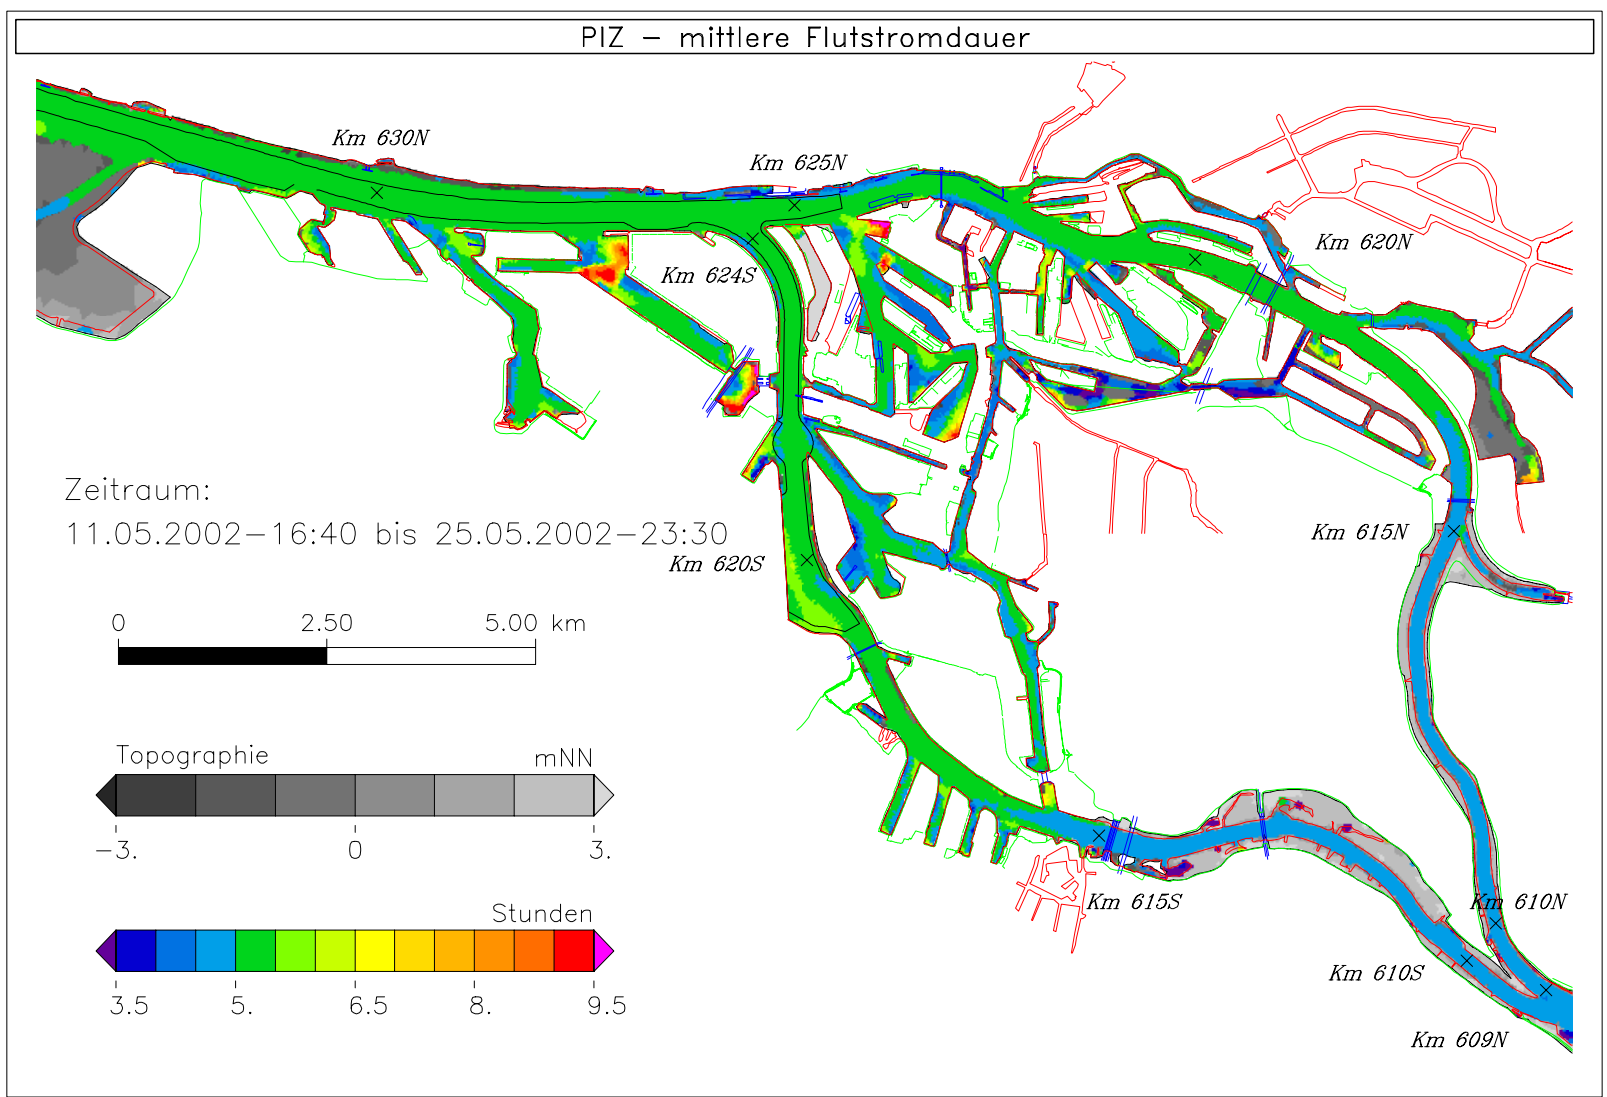 PIZ - mittlere Flutstromdauer
Km 630N
Km 625N
Km 620N
Km 624S
Zeitraum:
11.05.2002-16:40 bis 25.05.2002-23:30
Km 615N
Km 620S
0 2.50 5.00 km
Topographie mNN
-3. 0 3.
Km 615S
Km 610N
Stunden
Km 610S
3.5 5. 6.5 8. 9.5
Km 609N